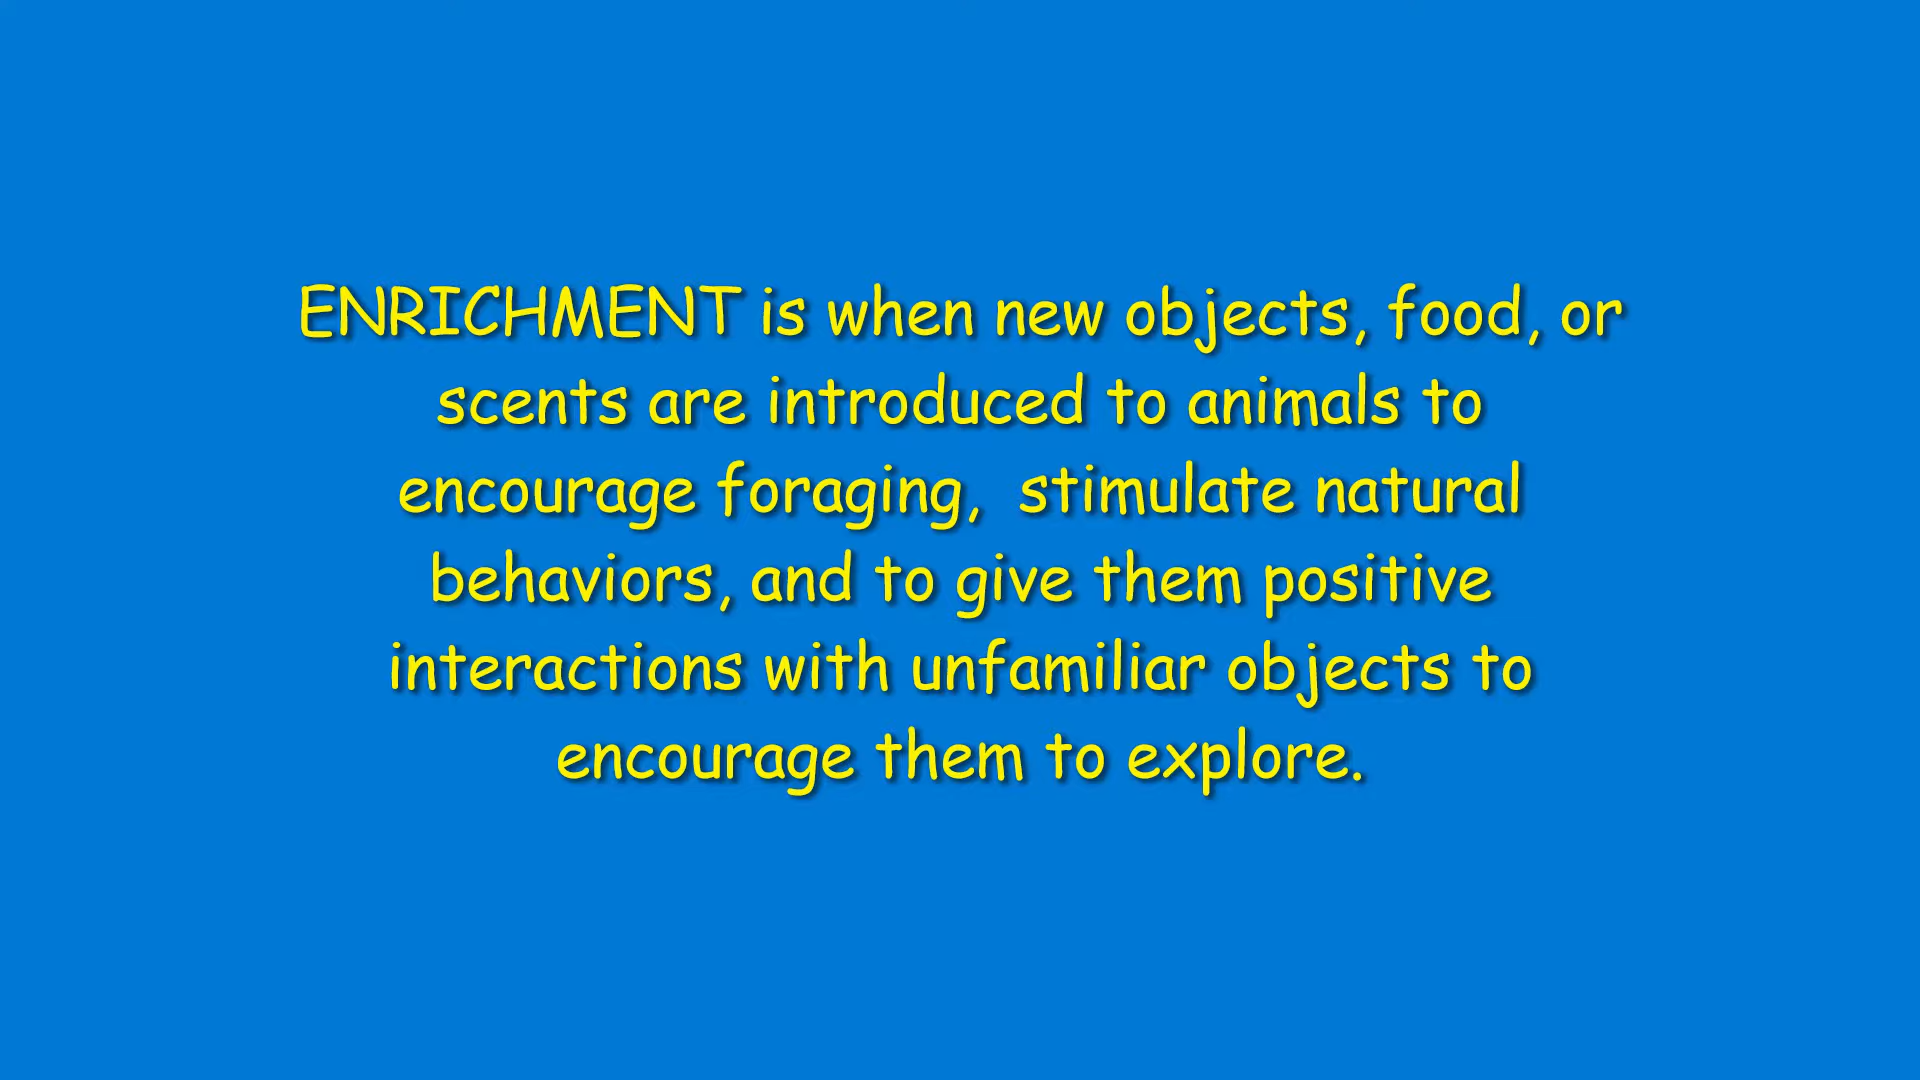 ENRICHMENT is when new objects, food, or
scents are introduced to animals to
encourage foraging,  stimulate natural
behaviors, and to give them positive
interactions with unfamiliar objects to
encourage them to explore.